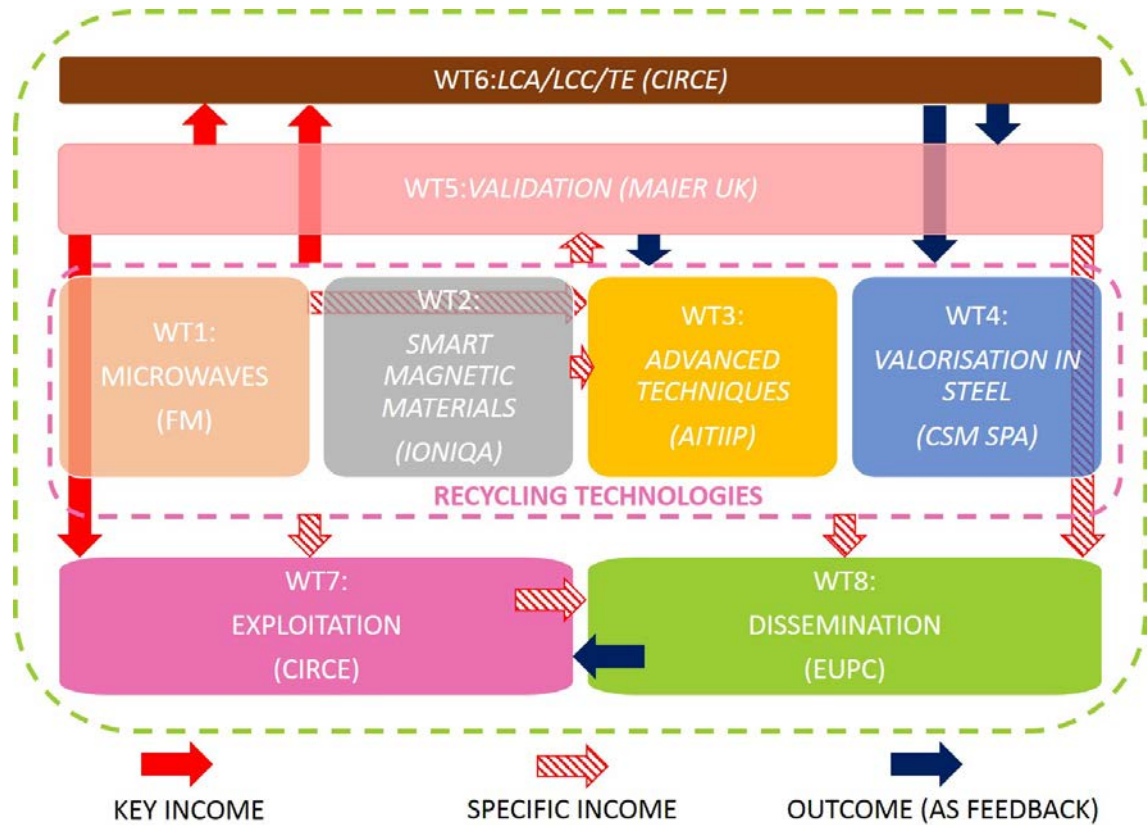 WT6:LCA/LCC/TE (CIRCE)
WT5:VALIDATION (MAIER UK)
WT1:
MICROWAVES
(FM)
WT2:
SMART
MAGNETIC
MATERIALS
(IONIQA)
WT3:
ADVANCED
TECHNIQUES
(AITIIP)
WT4:
VALORISATION IN
STEEL
(CSM SPA)
RECYCLING TECHNOLOGIES
WT7:
EXPLOITATION
(CIRCE)
WT8:
DISSEMINATION
(EUPC)
KEY INCOME
SPECIFIC INCOME
OUTCOME (AS FEEDBACK)